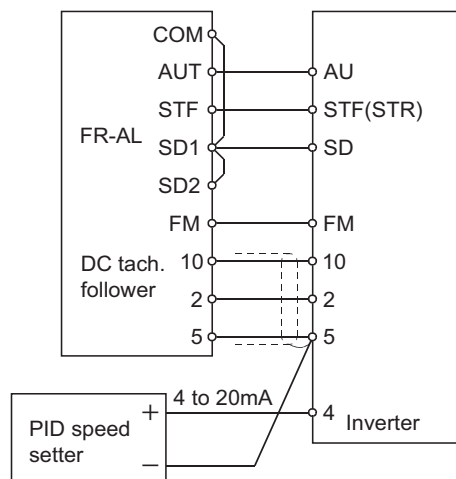 COM
AUT AU
STF STF(STR)
FR-AL
SD1 SD
SD2
FM FM
DC tach.
follower
10 10
2 2
5 5
4 to 20mA
+ 4
Inverter
PID speed
setter
−